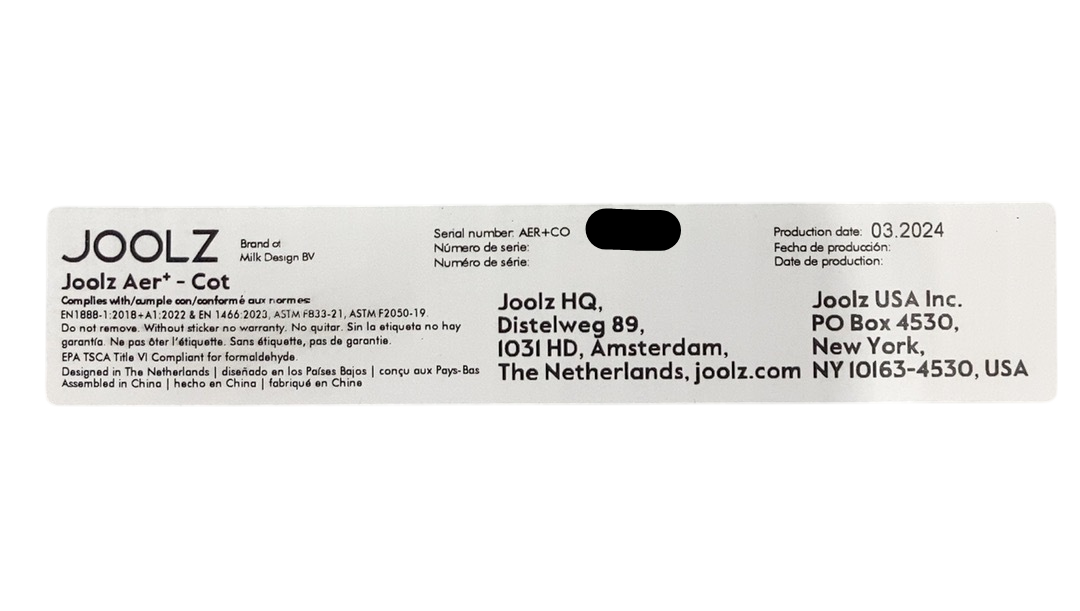 JOOLZ
Brand of
Milk Design BV
Joolz Aer+ - Cot
Complies with/cumple con/conformé aux normes:
EN1888-1:2018+A1:2022 & EN 1466:2023, ASTM F833-21, ASTM F2050-19.
Do not remove. Without sticker no warranty. No quitar. Sin la etiqueta no hay
garantía. Ne pas ôter l'étiquette. Sans étiquette, pas de garantie.
EPA TSCA Title VI Compliant for formaldehyde.
Designed in The Netherlands | diseñado en los Países Bajos | conçu aux Pays-Bas
Assembled in China | hecho en China | fabriqué en Chine
Serial number: AER+CO
Número de serie:
Numéro de série:
Joolz HQ,
Distelweg 89,
1031 HD, Amsterdam,
The Netherlands, joolz.com
Production date: 03.2024
Fecha de producción:
Date de production:
Joolz USA Inc.
PO Box 4530,
New York,
NY 10163-4530, USA